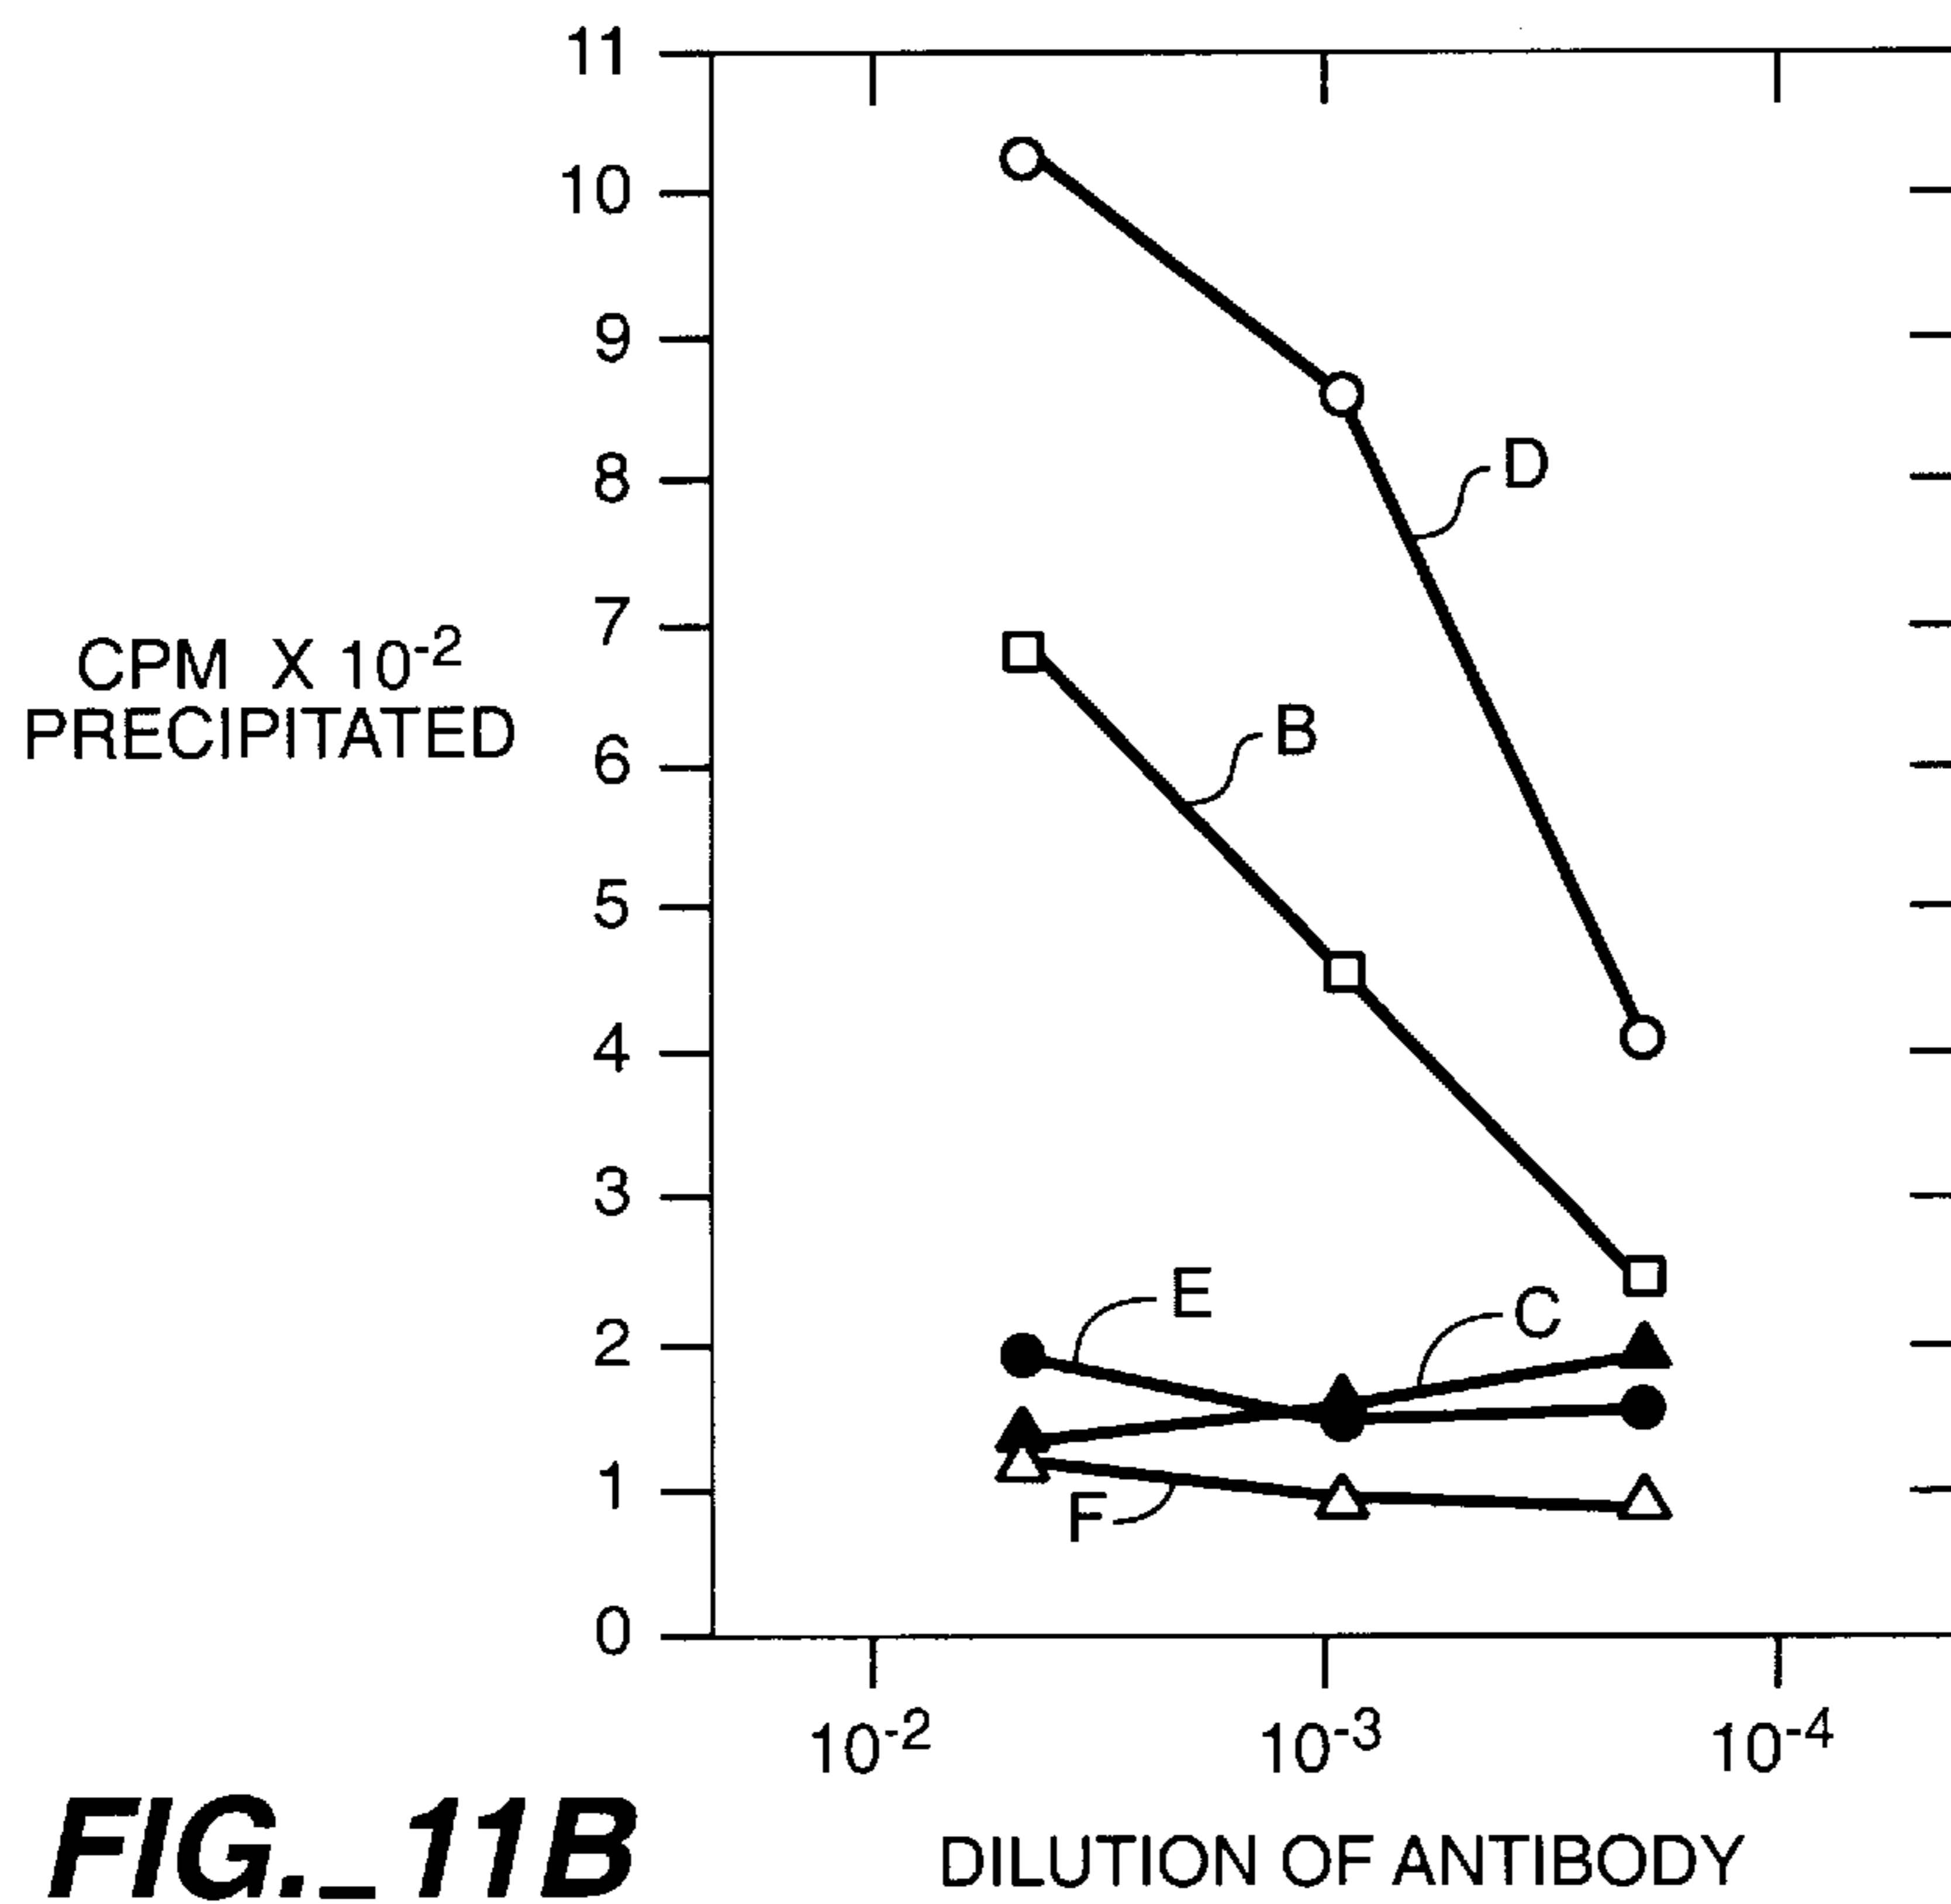 11
10
9
8
7
6
5
4
3
2
1
0
CPM X 10⁻²
PRECIPITATED
D
B
E
C
F
10⁻²
10⁻³
10⁻⁴
DILUTION OF ANTIBODY
FIG._11B